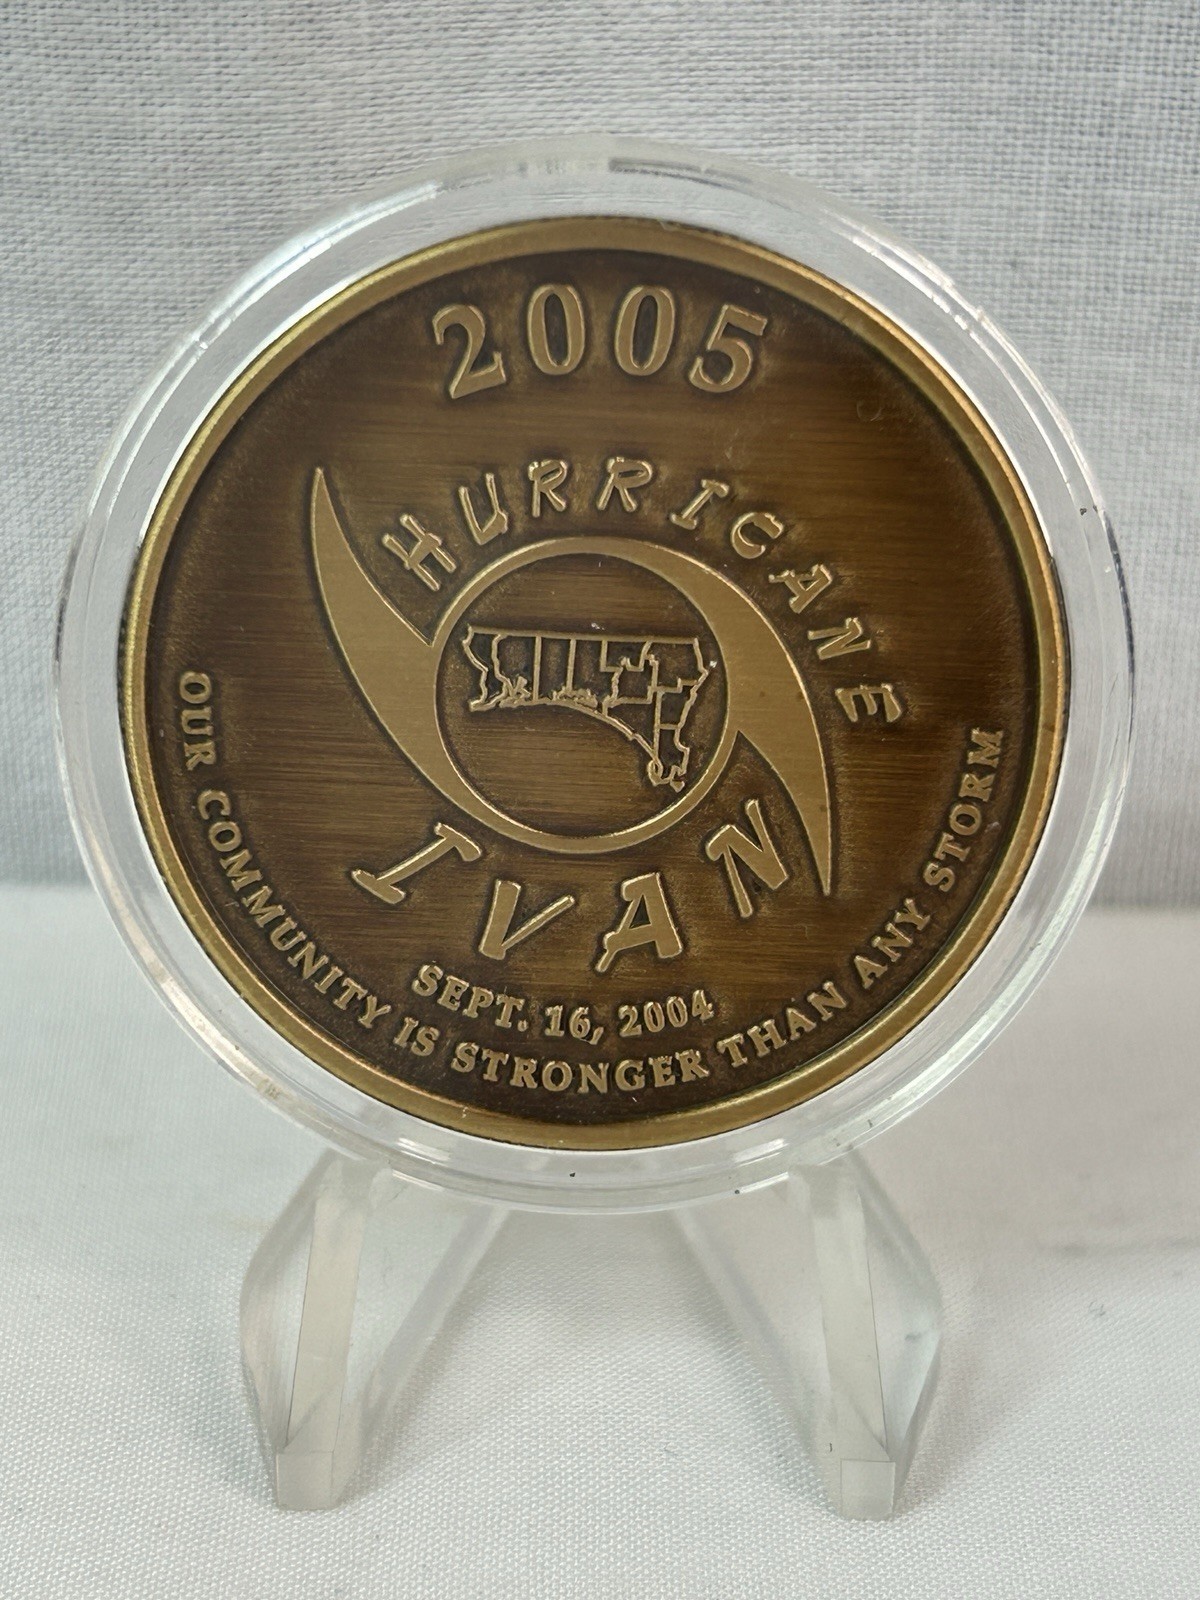 2005
HURRICANE
IVAN
SEPT. 16, 2004
OUR COMMUNITY IS STRONGER THAN ANY STORM